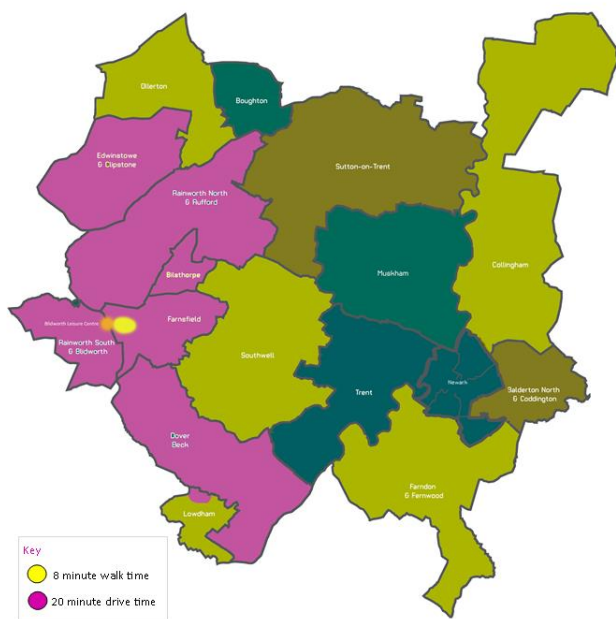 Ollerton
Boughton
Edwinstowe
& Clipstone
Sutton-on-Trent
Rainworth North
& Rufford
Collingham
Muskham
Bilsthorpe
Farnsfield
Blidworth Leisure Centre
Rainworth South
& Blidworth
Southwell
Newark
Balderton North
& Coddington
Trent
Dover
Beck
Farndon
& Fernwood
Lowdham
Key
8 minute walk time
20 minute drive time